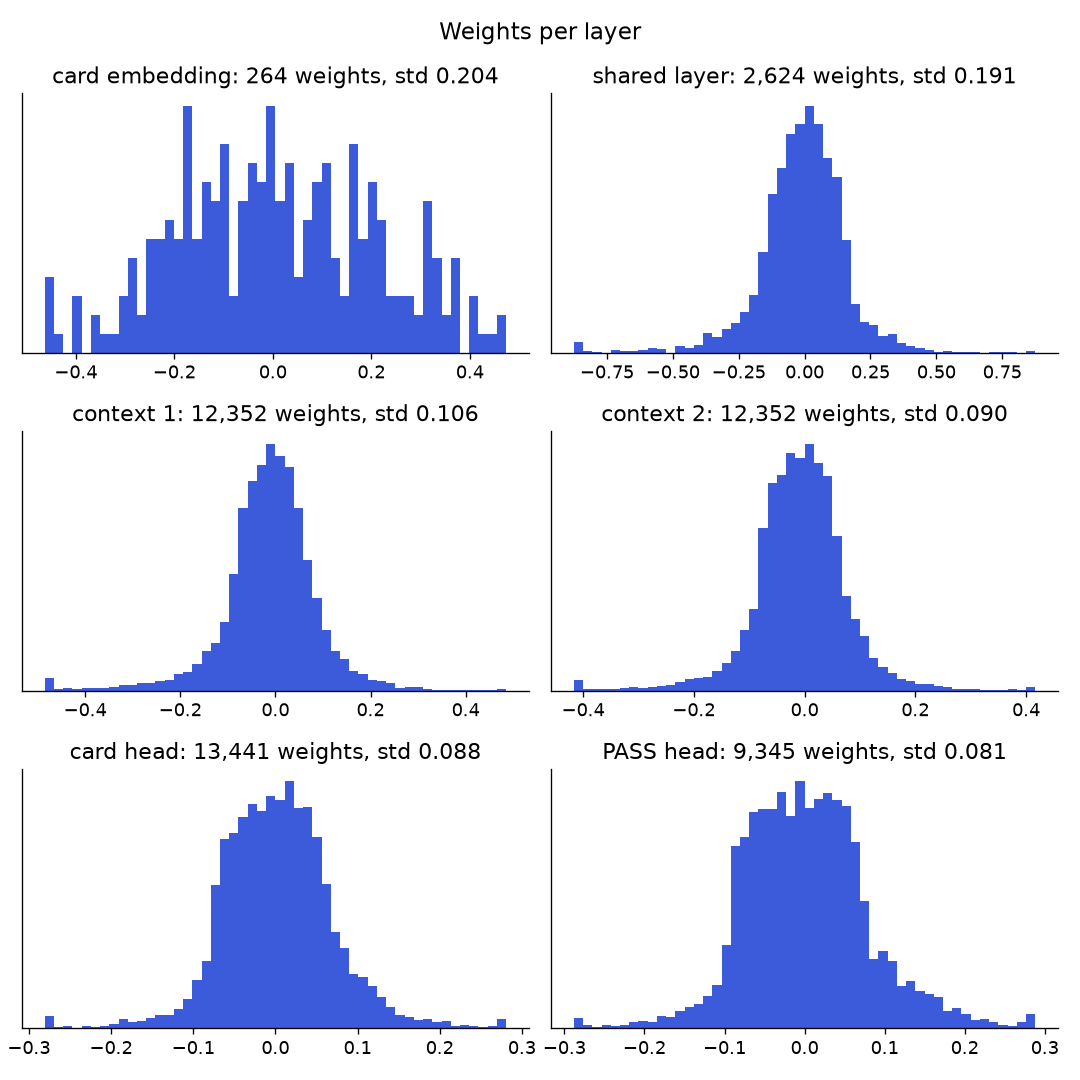 Weights per layer
card embedding: 264 weights, std 0.204
shared layer: 2,624 weights, std 0.191
−0.4 −0.2 0.0 0.2 0.4
−0.75 −0.50 −0.25 0.00 0.25 0.50 0.75
context 1: 12,352 weights, std 0.106
context 2: 12,352 weights, std 0.090
−0.4 −0.2 0.0 0.2 0.4
−0.4 −0.2 0.0 0.2 0.4
card head: 13,441 weights, std 0.088
PASS head: 9,345 weights, std 0.081
−0.3 −0.2 −0.1 0.0 0.1 0.2 0.3
−0.3 −0.2 −0.1 0.0 0.1 0.2 0.3